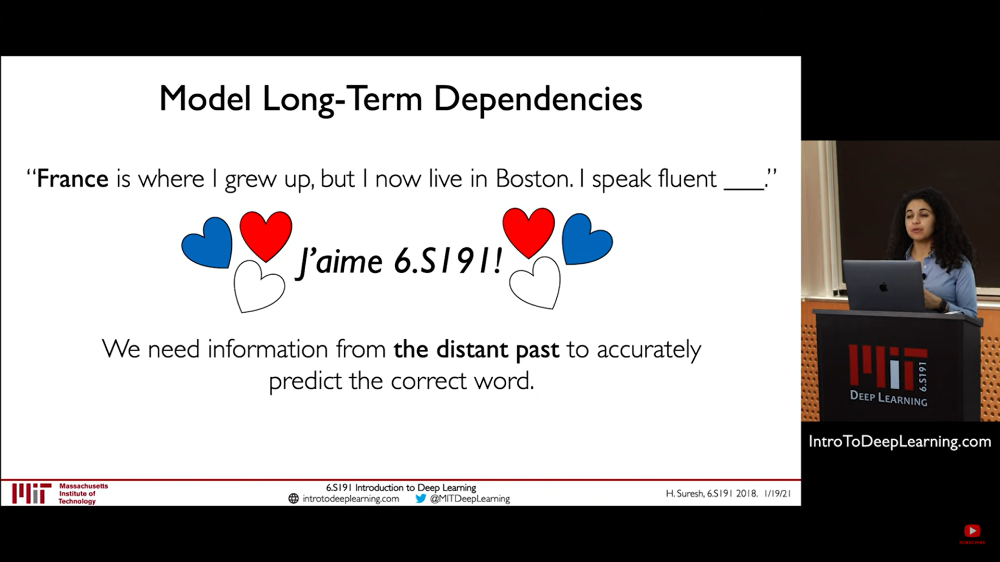 Model Long-Term Dependencies
“France is where I grew up, but I now live in Boston. I speak fluent ___.”
J’aime 6.S191!
We need information from the distant past to accurately
predict the correct word.
MiT
Massachusetts
Institute of
Technology
6.S191 Introduction to Deep Learning
introtodeeplearning.com @MITDeepLearning
H. Suresh, 6.S191 2018. 1/19/21
MiT 6.S191
DEEP LEARNING
IntroToDeepLearning.com
SUBSCRIBE